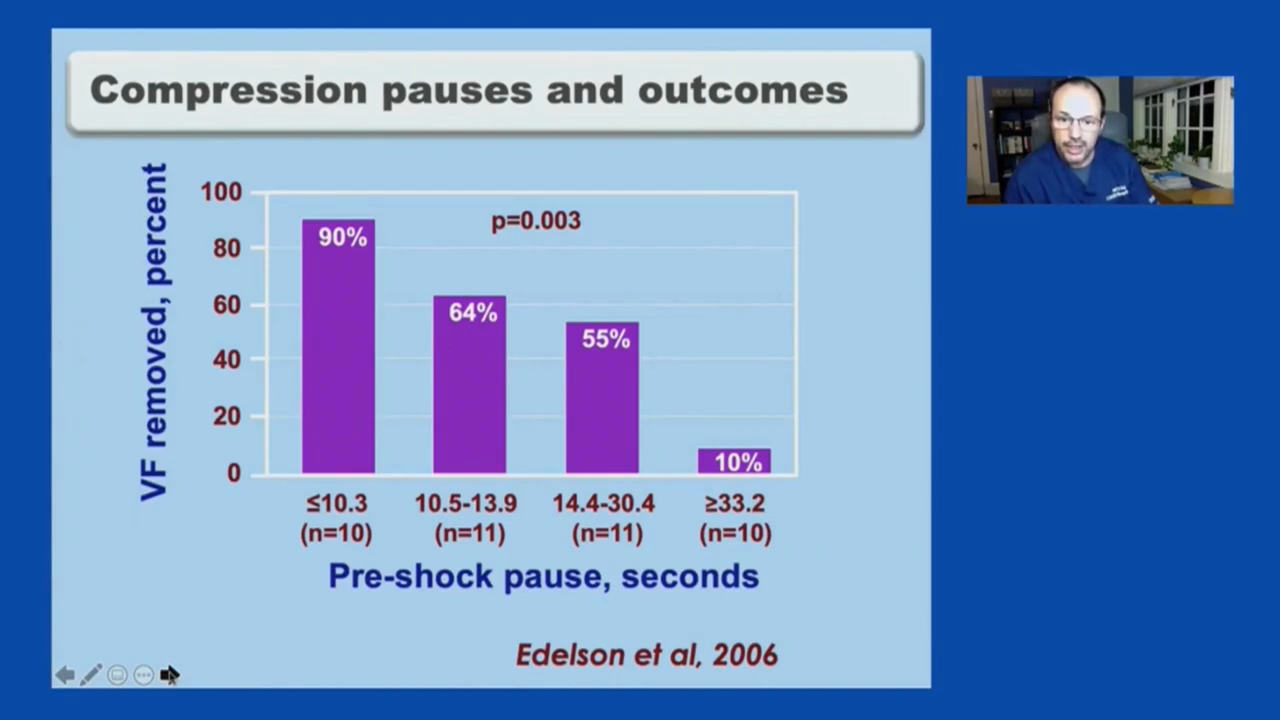 Compression pauses and outcomes
VF removed, percent
100
80
60
40
20
0
p=0.003
90%
64%
55%
10%
≤10.3 10.5-13.9 14.4-30.4 ≥33.2
(n=10) (n=11) (n=11) (n=10)
Pre-shock pause, seconds
Edelson et al, 2006